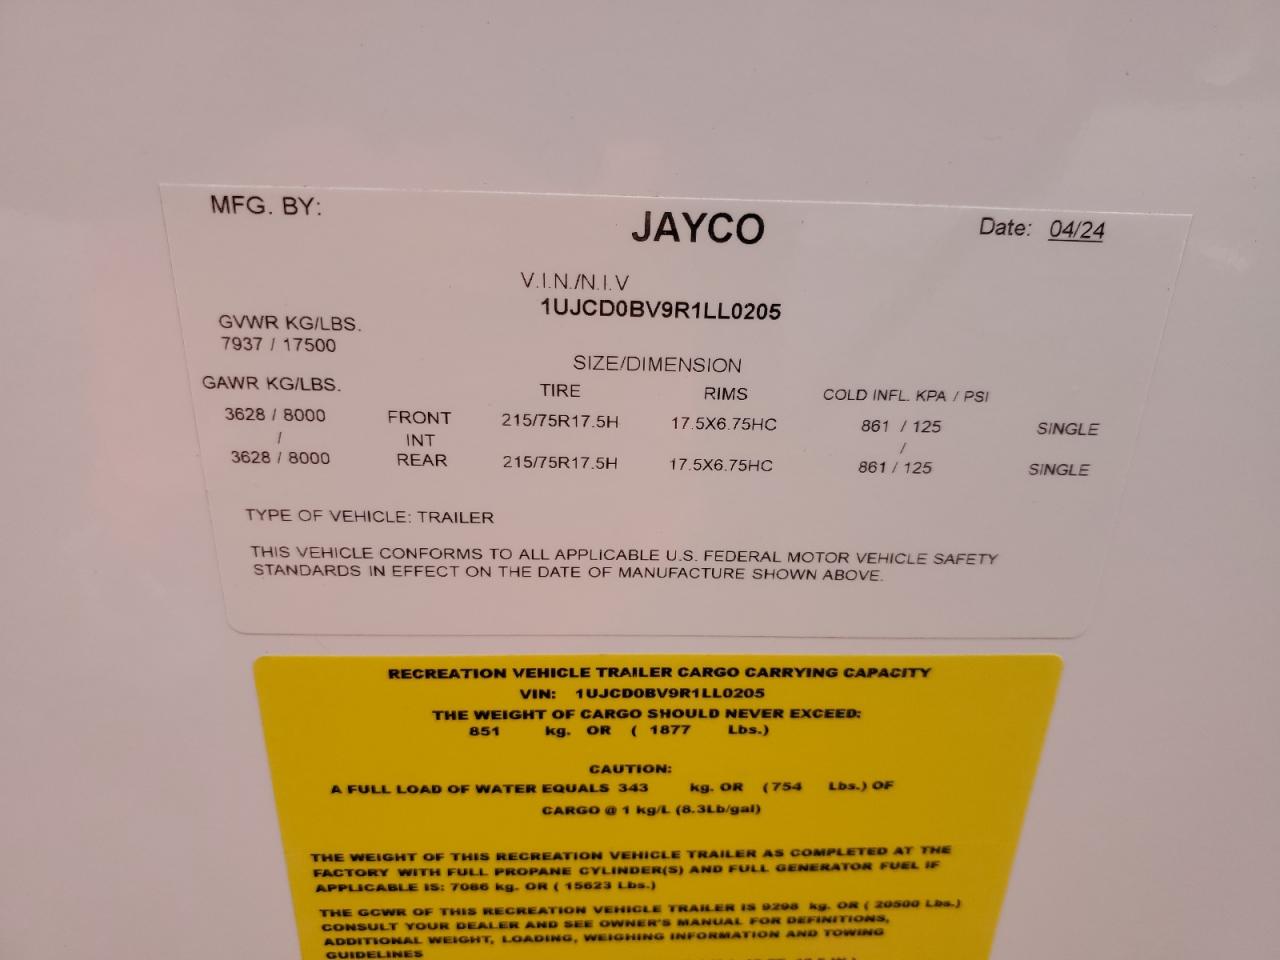 MFG. BY:
JAYCO
Date: 04/24
V.I.N./N.I.V
1UJCD0BV9R1LL0205
GVWR KG/LBS.
7937 / 17500
SIZE/DIMENSION
GAWR KG/LBS. TIRE RIMS COLD INFL. KPA / PSI
3628 / 8000 FRONT 215/75R17.5H 17.5X6.75HC 861 / 125 SINGLE
/ INT /
3628 / 8000 REAR 215/75R17.5H 17.5X6.75HC 861 / 125 SINGLE
TYPE OF VEHICLE: TRAILER
THIS VEHICLE CONFORMS TO ALL APPLICABLE U.S. FEDERAL MOTOR VEHICLE SAFETY
STANDARDS IN EFFECT ON THE DATE OF MANUFACTURE SHOWN ABOVE.
RECREATION VEHICLE TRAILER CARGO CARRYING CAPACITY
VIN: 1UJCD0BV9R1LL0205
THE WEIGHT OF CARGO SHOULD NEVER EXCEED:
851 kg. OR ( 1877 Lbs.)
CAUTION:
A FULL LOAD OF WATER EQUALS 343 kg. OR (754 Lbs.) OF
CARGO @ 1 kg/L (8.3Lb/gal)
THE WEIGHT OF THIS RECREATION VEHICLE TRAILER AS COMPLETED AT THE
FACTORY WITH FULL PROPANE CYLINDER(S) AND FULL GENERATOR FUEL IF
APPLICABLE IS: 7086 kg. OR ( 15623 Lbs.)
THE GCWR OF THIS RECREATION VEHICLE TRAILER IS 9298 kg. OR ( 20500 Lbs.)
CONSULT YOUR DEALER AND SEE OWNER'S MANUAL FOR DEFINITIONS,
ADDITIONAL WEIGHT, LOADING, WEIGHING INFORMATION AND TOWING
GUIDELINES